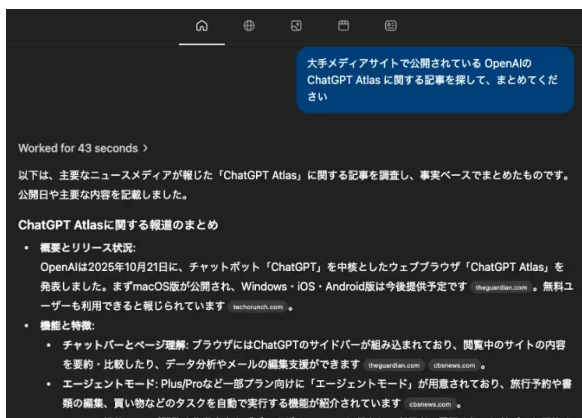 大手メディアサイトで公開されている OpenAIの
ChatGPT Atlas に関する記事を探して、まとめてくだ
さい
Worked for 43 seconds >
以下は、主要なニュースメディアが報じた「ChatGPT Atlas」に関する記事を調査し、事実ベースでまとめたものです。
公開日や主要な内容を記載しました。
ChatGPT Atlasに関する報道のまとめ
• 概要とリリース状況:
OpenAIは2025年10月21日に、チャットボット「ChatGPT」を中核としたウェブブラウザ「ChatGPT Atlas」を
発表しました。まずmacOS版が公開され、Windows・iOS・Android版は今後提供予定です theguardian.com 。無料ユ
ーザーも利用できると報じられています techcrunch.com 。
• 機能と特徴:
• チャットバーとページ理解: ブラウザにはChatGPTのサイドバーが組み込まれており、閲覧中のサイトの内容
を要約・比較したり、データ分析やメールの編集支援ができます theguardian.com cbsnews.com 。
• エージェントモード: Plus/Proなど一部プラン向けに「エージェントモード」が用意されており、旅行予約や書
類の編集、買い物などのタスクを自動で実行する機能が紹介されています cbsnews.com 。